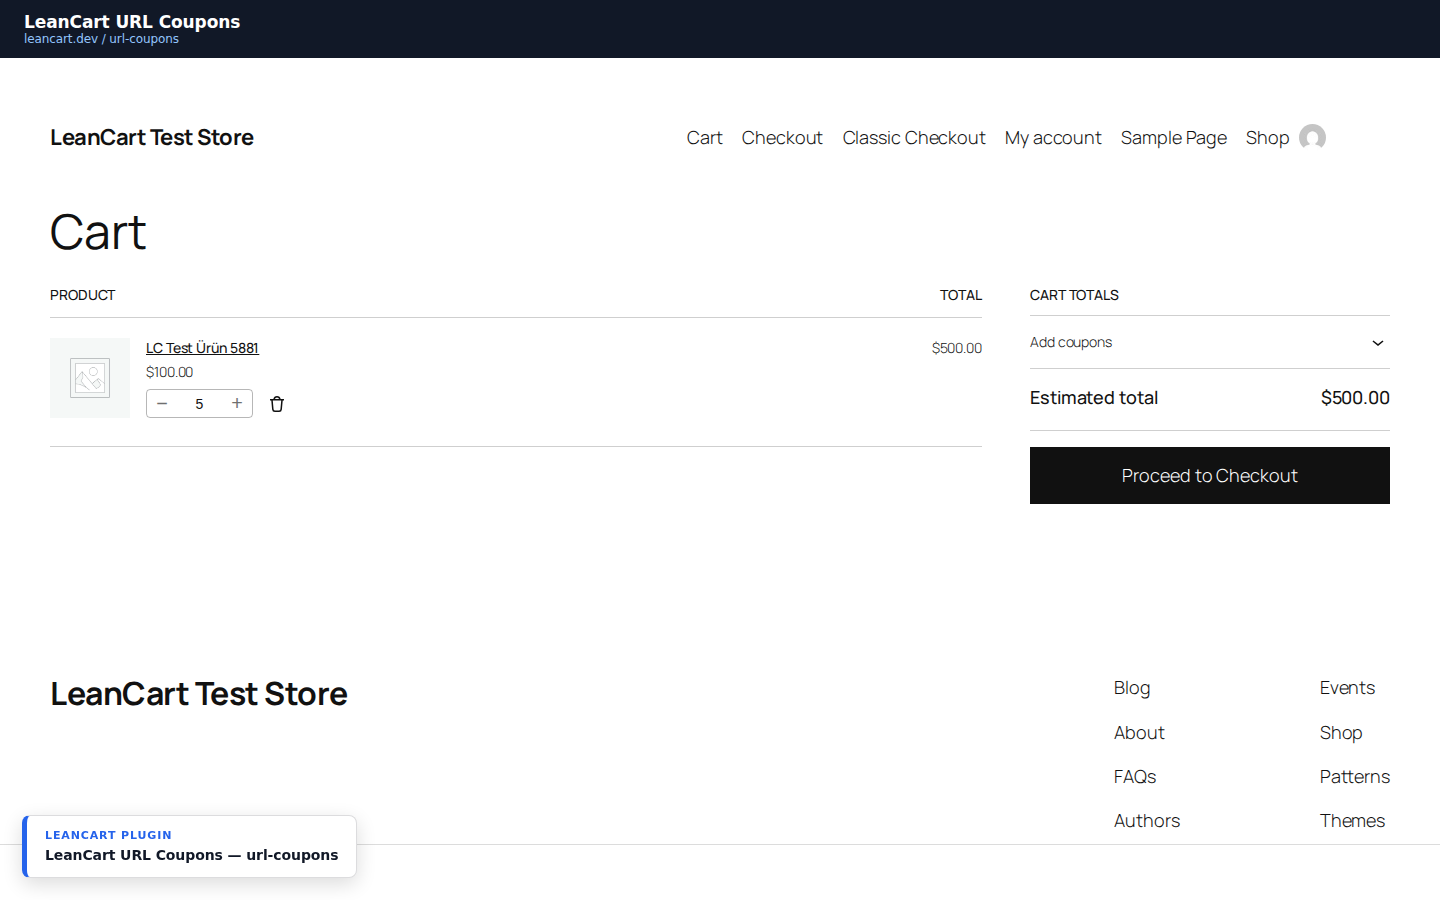 LeanCart URL Coupons
leancart.dev / url-coupons
LeanCart Test Store
Cart Checkout Classic Checkout My account Sample Page Shop
Cart
PRODUCT TOTAL
LC Test Ürün 5881 $500.00
$100.00
− 5 +
CART TOTALS
Add coupons
Estimated total $500.00
Proceed to Checkout
LeanCart Test Store
Blog Events
About Shop
FAQs Patterns
Authors Themes
LEANCART PLUGIN
LeanCart URL Coupons — url-coupons